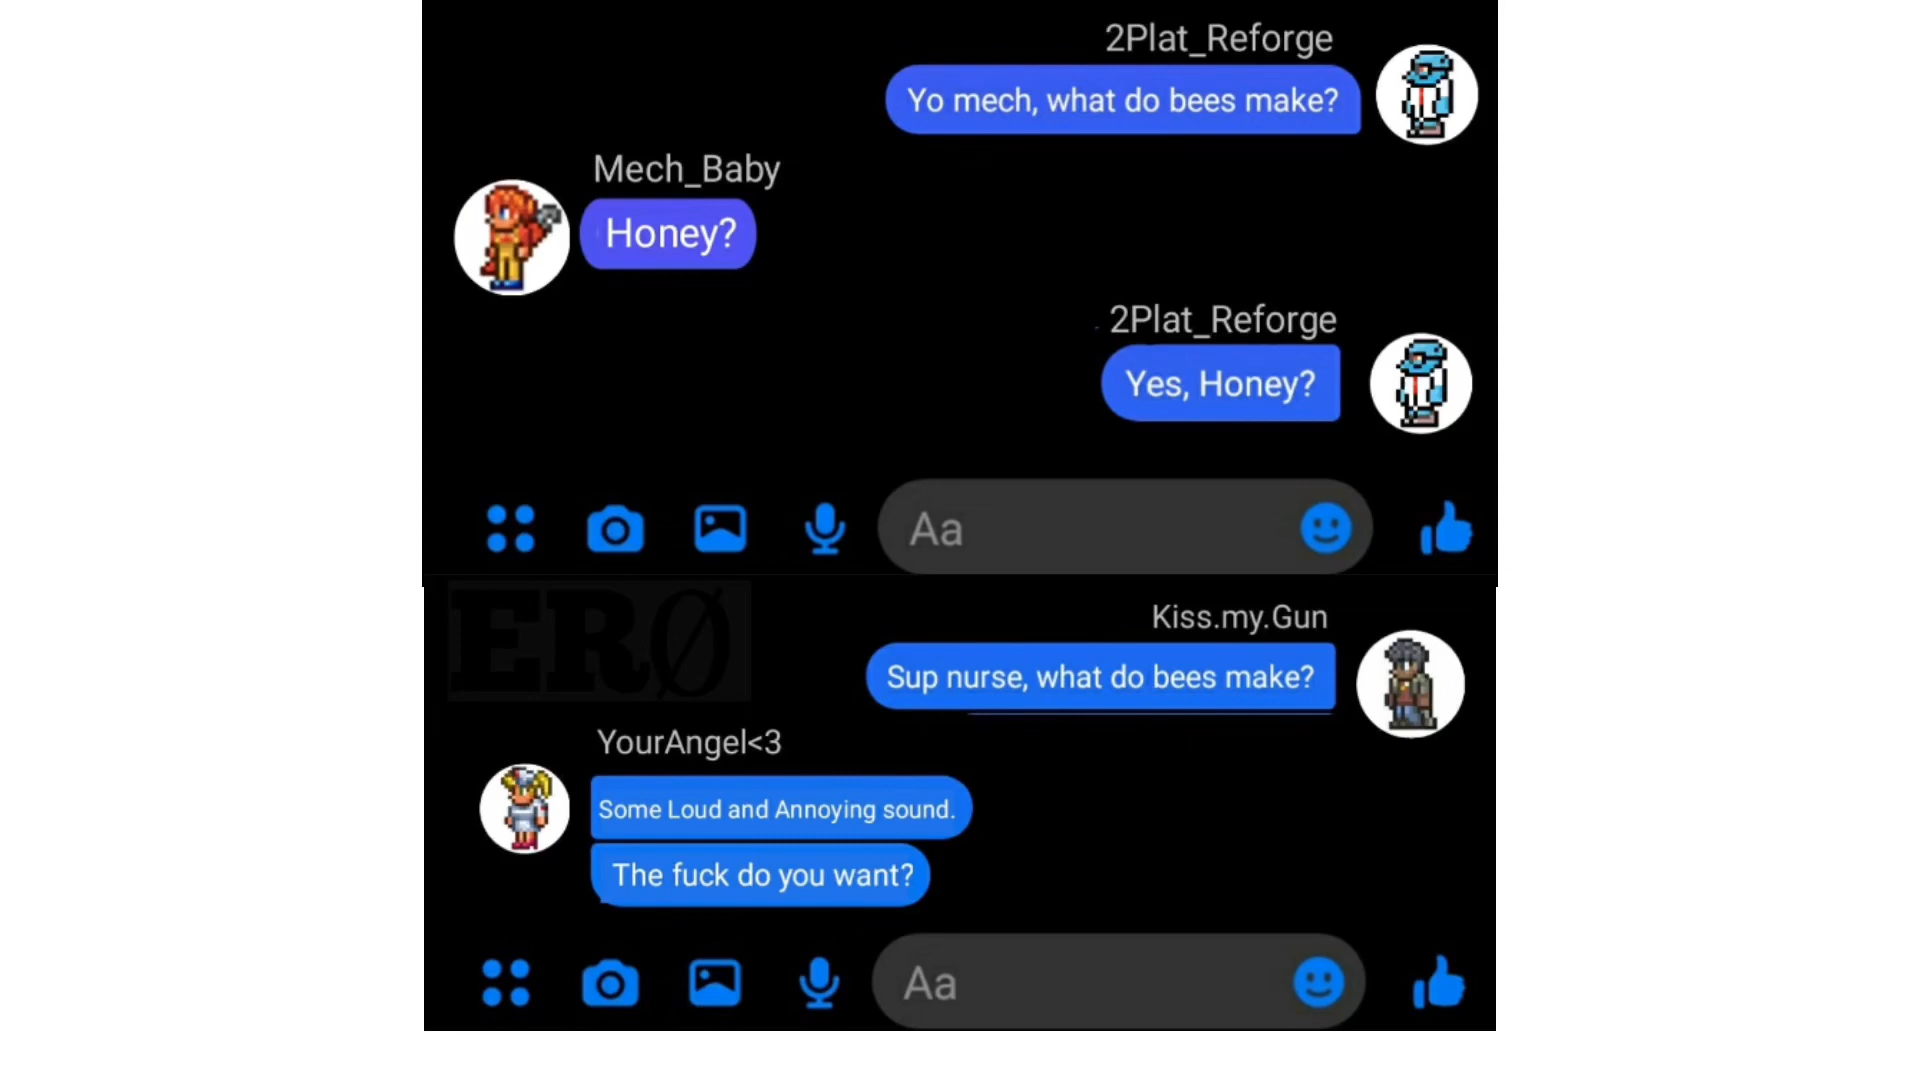 2Plat_Reforge
Yo mech, what do bees make?
Mech_Baby
Honey?
2Plat_Reforge
Yes, Honey?
Aa
ERØ
Kiss.my.Gun
Sup nurse, what do bees make?
YourAngel<3
Some Loud and Annoying sound.
The fuck do you want?
Aa